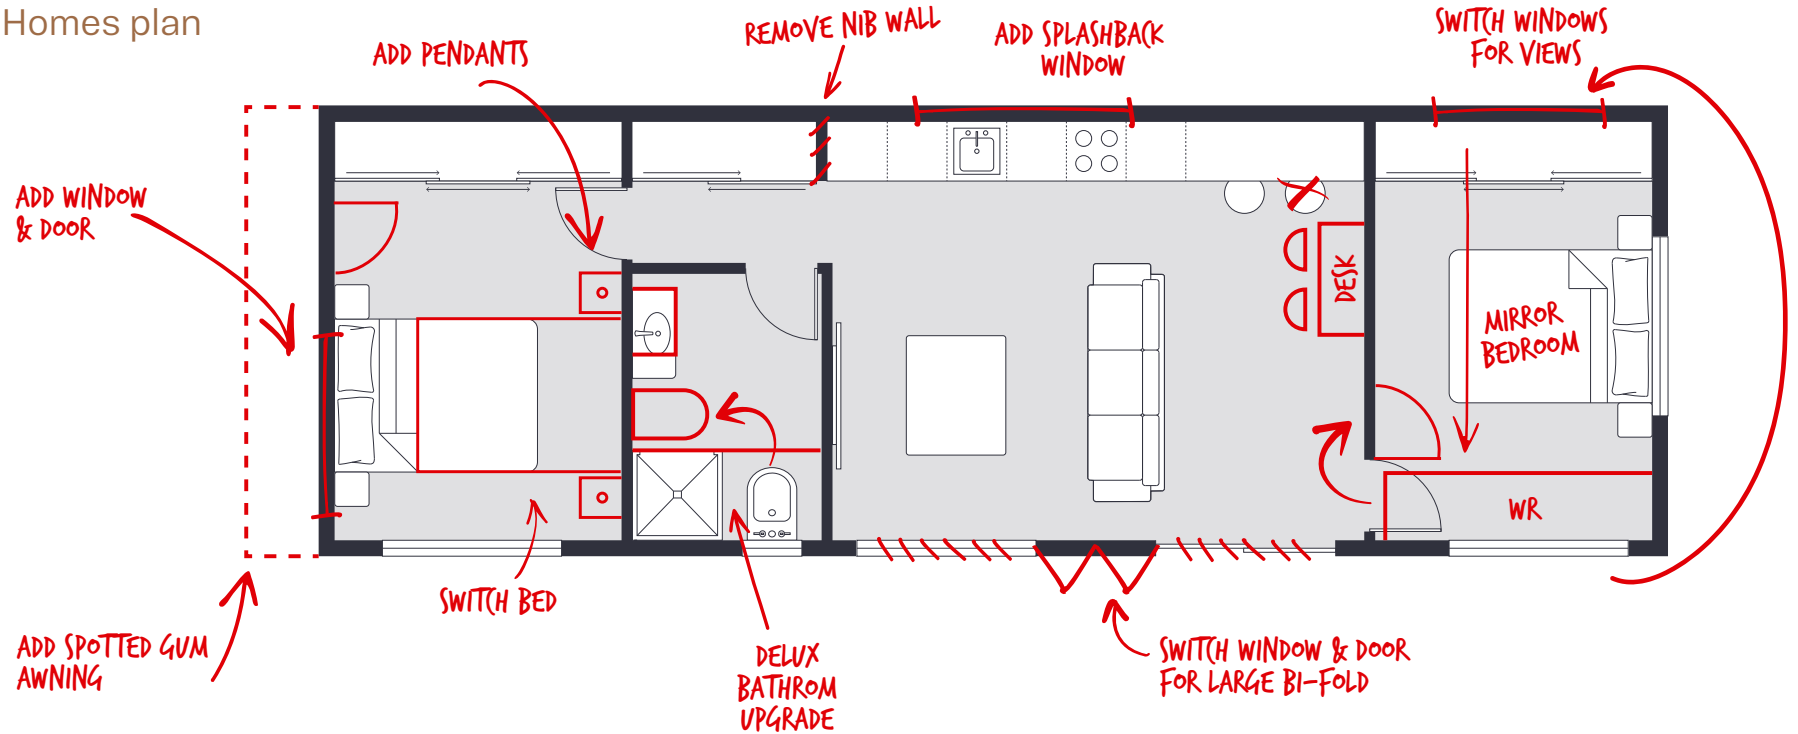 Homes plan
ADD PENDANTS
REMOVE NIB WALL
ADD SPLASHBACK
WINDOW
SWITCH WINDOWS
FOR VIEWS
ADD WINDOW
& DOOR
DESK
MIRROR
BEDROOM
WR
SWITCH BED
ADD SPOTTED GUM
AWNING
DELUX
BATHROM
UPGRADE
SWITCH WINDOW & DOOR
FOR LARGE BI-FOLD